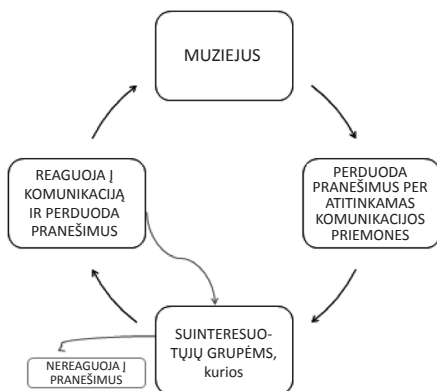 MUZIEJUS
PERDUODA
PRANEŠIMUS PER
ATITINKAMAS
KOMUNIKACIJOS
PRIEMONES
SUINTERESUO-
TŲJŲ GRUPĖMS,
kurios
NEREAGUOJA Į
PRANEŠIMUS
REAGUOJA Į
KOMUNIKACIJĄ
IR PERDUODA
PRANEŠIMUS